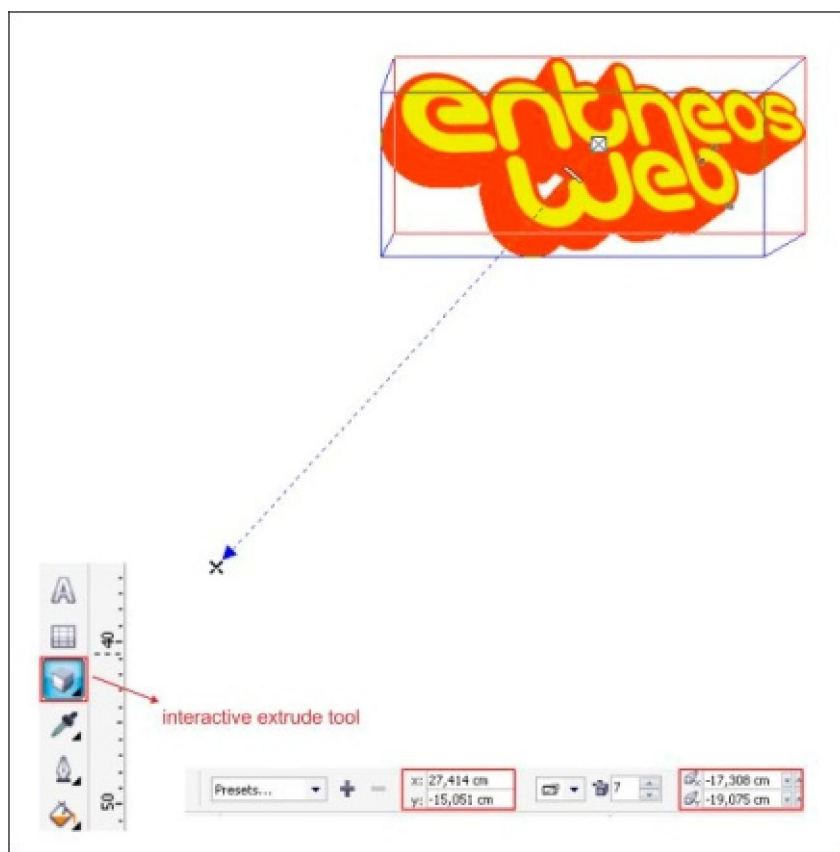 entheos
web
A
40
interactive extrude tool
50
Presets...
x: 27,414 cm
y: -15,051 cm
7
-17,308 cm
-19,075 cm